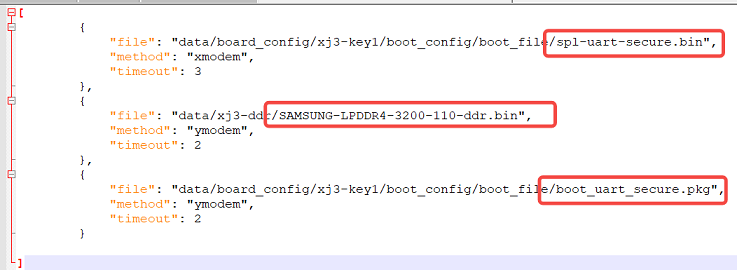 [
{
"file": "data/board_config/xj3-key1/boot_config/boot_file/spl-uart-secure.bin",
"method": "xmodem",
"timeout": 3
},
{
"file": "data/xj3-ddr/SAMSUNG-LPDDR4-3200-110-ddr.bin",
"method": "ymodem",
"timeout": 2
},
{
"file": "data/board_config/xj3-key1/boot_config/boot_file/boot_uart_secure.pkg",
"method": "ymodem",
"timeout": 2
}
]